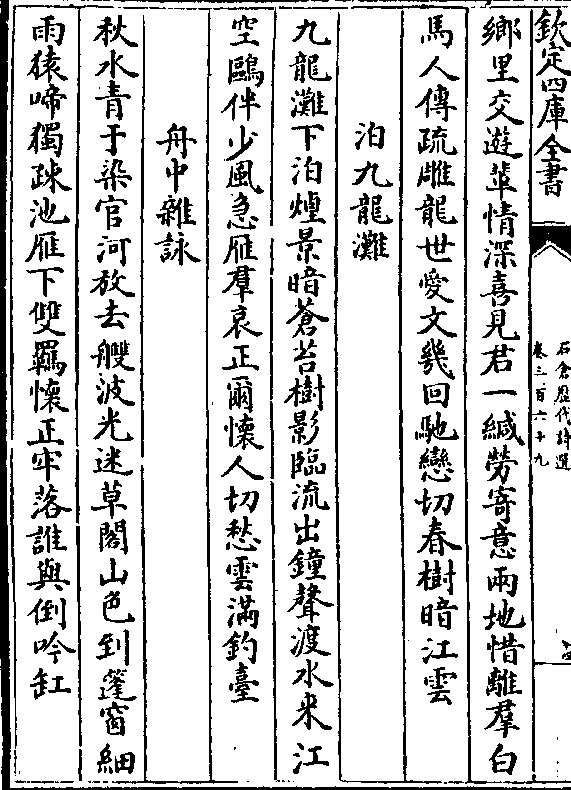 欽定四庫全書
石倉歷代詩選
卷三百六十九
鄉里交遊輩情深喜見君一緘勞寄意兩地惜離羣白
馬人傳疏雕龍世愛文幾回馳戀切春樹暗江雲
泊九龍灘
九龍灘下泊煙景暗蒼苔樹影臨流出鐘聲渡水來江
空鷗伴少風急雁羣哀正爾懷人切愁雲滿釣臺
舟中雜詠
秋水青于染官河放去艭波光迷草閣山色到蓬窗細
雨猿啼獨疎池雁下雙羈懷正牢落誰與倒吟缸